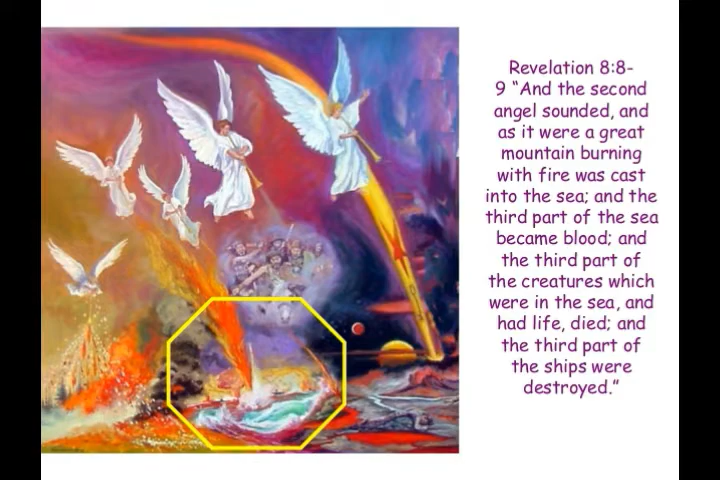 Revelation 8:8-
9 “And the second
angel sounded, and
as it were a great
mountain burning
with fire was cast
into the sea; and the
third part of the sea
became blood; and
the third part of
the creatures which
were in the sea, and
had life, died; and
the third part of
the ships were
destroyed.”